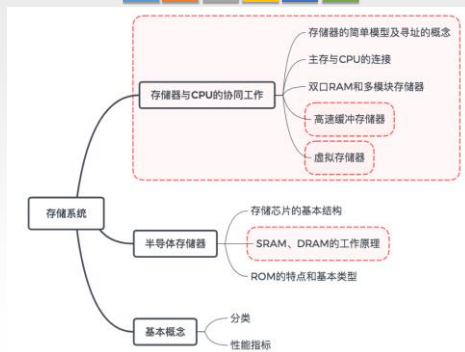 存储器的简单模型及寻址的概念
主存与CPU的连接
存储器与CPU的协同工作
双口RAM和多模块存储器
高速缓冲存储器
虚拟存储器
存储系统
存储芯片的基本结构
半导体存储器
SRAM、DRAM的工作原理
ROM的特点和基本类型
基本概念
分类
性能指标